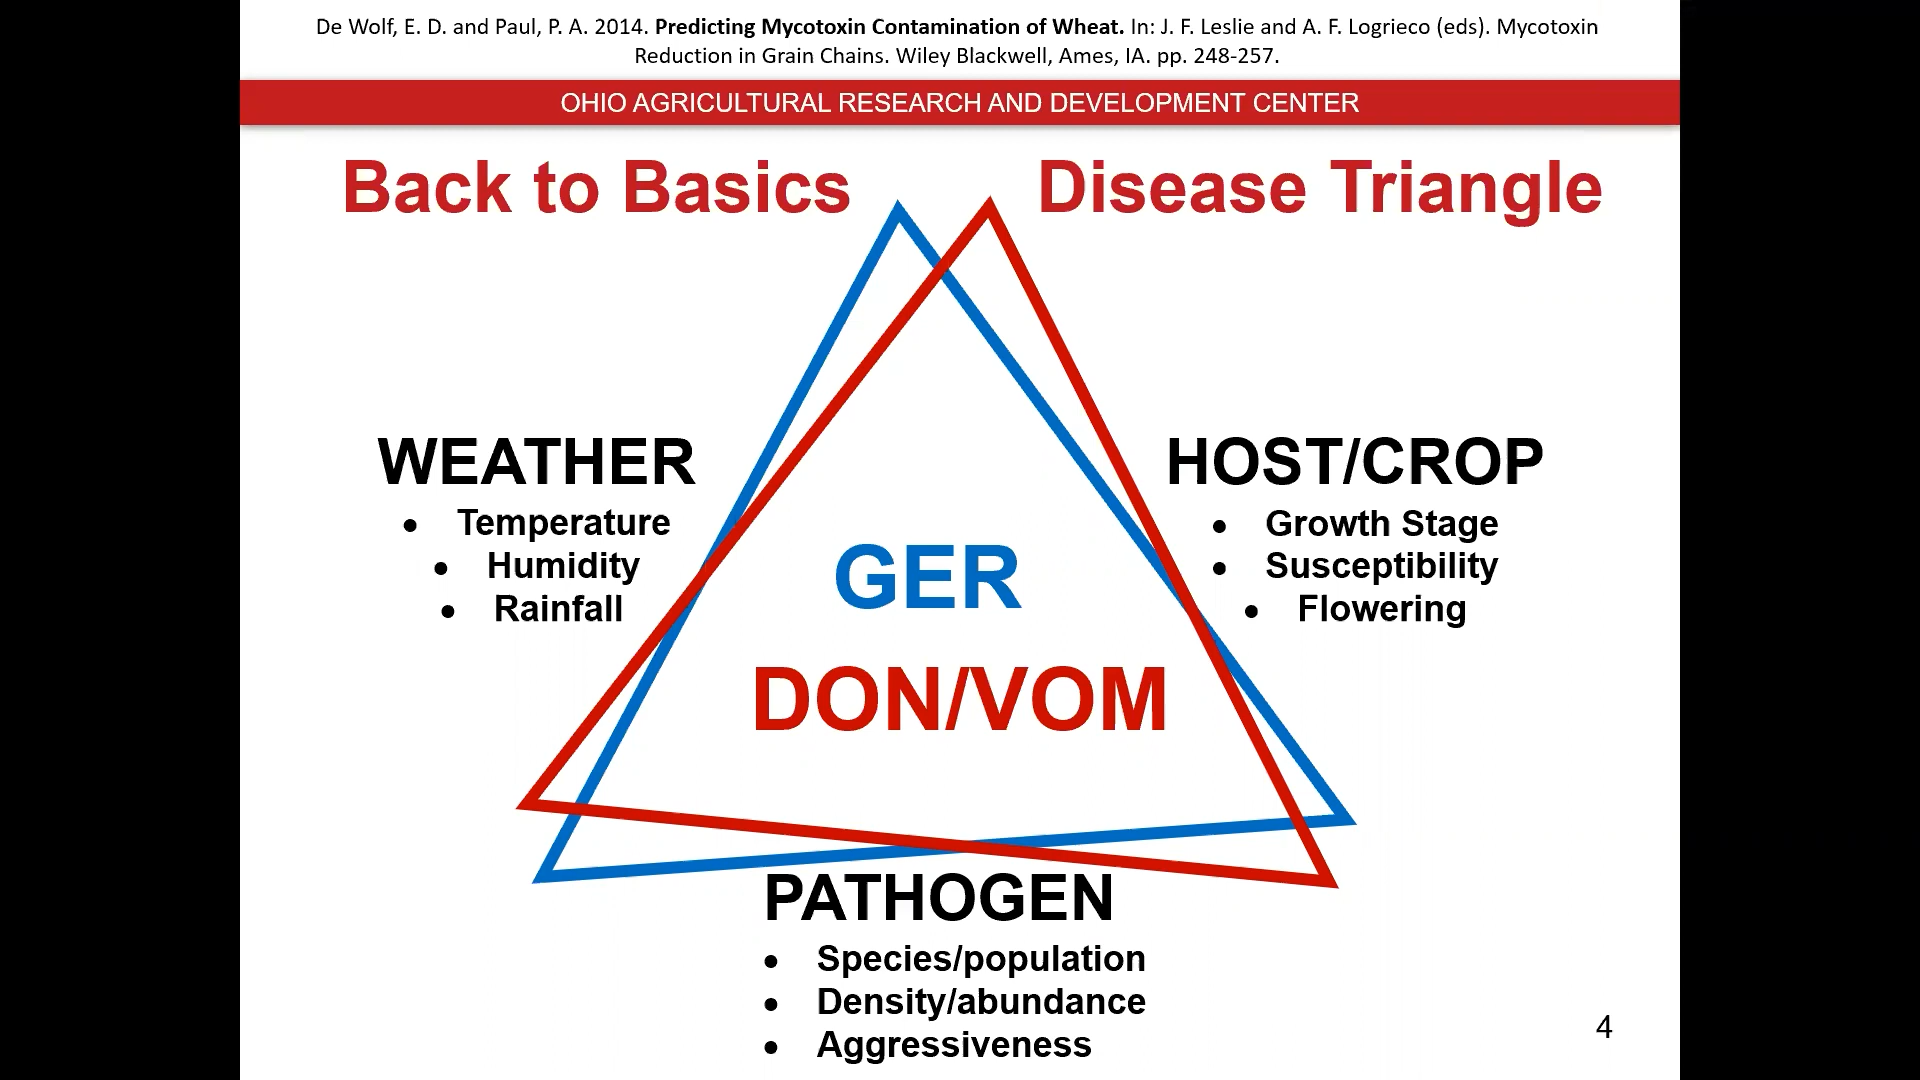 De Wolf, E. D. and Paul, P. A. 2014. Predicting Mycotoxin Contamination of Wheat. In: J. F. Leslie and A. F. Logrieco (eds). Mycotoxin
Reduction in Grain Chains. Wiley Blackwell, Ames, IA. pp. 248-257.
OHIO AGRICULTURAL RESEARCH AND DEVELOPMENT CENTER
Back to Basics
Disease Triangle
WEATHER
• Temperature
• Humidity
• Rainfall
HOST/CROP
• Growth Stage
• Susceptibility
• Flowering
GER
DON/VOM
PATHOGEN
• Species/population
• Density/abundance
• Aggressiveness
4